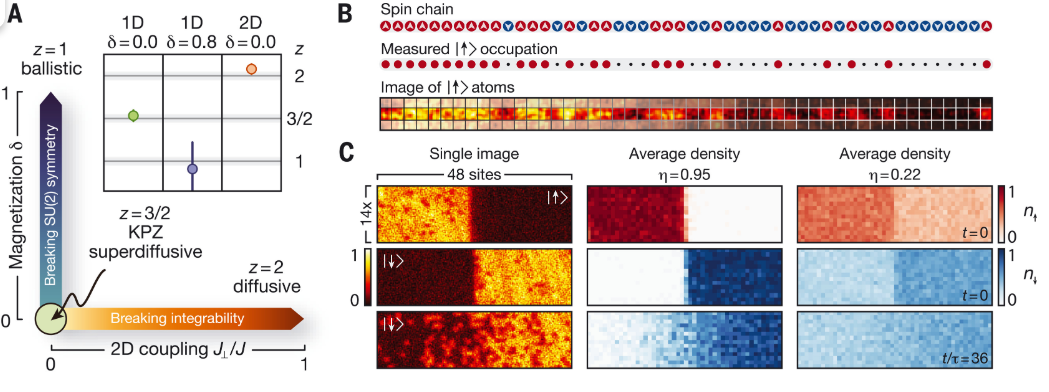 A
1D 1D 2D
δ=0.0 δ=0.8 δ=0.0
z
2
3/2
1
z=1
ballistic
1
Magnetization δ
0
Breaking SU(2) symmetry
z=3/2
KPZ
superdiffusive
z=2
diffusive
Breaking integrability
0
2D coupling J⊥/J
1
B
Spin chain
Measured |↑⟩ occupation
Image of |↑⟩ atoms
C
Single image
48 sites
14x
|↑⟩
|↓⟩
|↓⟩
1
0
Average density
η=0.95
Average density
η=0.22
t=0
t=0
t/τ=36
1
n↑
0
1
n↓
0